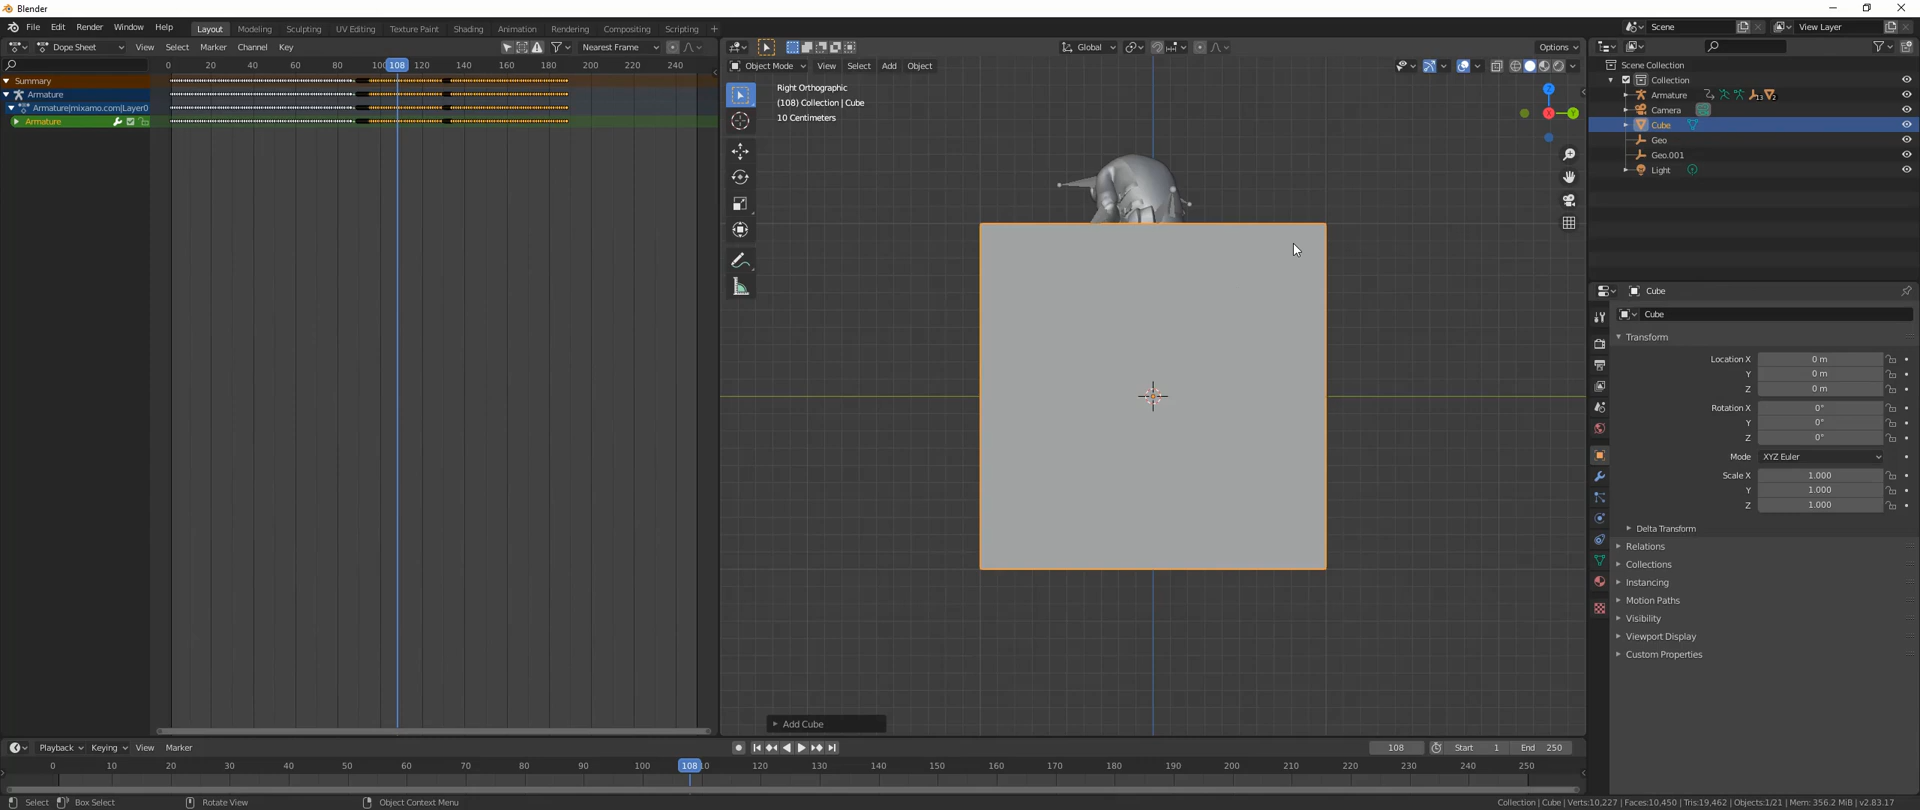 Blender
File Edit Render Window Help Layout Modeling Sculpting UV Editing Texture Paint Shading Animation Rendering Compositing Scripting + Scene View Layer
Dope Sheet View Select Marker Channel Key Nearest Frame Global Options
0 20 40 60 80 100 108 120 140 160 180 200 220 240
Object Mode View Select Add Object
Summary
Armature
Armature|mixamo.com|Layer0
Armature
Right Orthographic
(108) Collection | Cube
10 Centimeters
Scene Collection
Collection
Armature 13 2
Camera
Cube
Geo
Geo.001
Light
Cube
Cube
Transform
Location X 0 m
Y 0 m
Z 0 m
Rotation X 0°
Y 0°
Z 0°
Mode XYZ Euler
Scale X 1.000
Y 1.000
Z 1.000
Delta Transform
Relations
Collections
Instancing
Motion Paths
Visibility
Viewport Display
Custom Properties
Z Y X
Add Cube
Playback Keying View Marker 108 Start 1 End 250
0 10 20 30 40 50 60 70 80 90 100 108 120 130 140 150 160 170 180 190 200 210 220 230 240 250
Select Box Select Rotate View Object Context Menu Collection | Cube | Verts:10,227 | Faces:10,450 | Tris:19,462 | Objects:1/21 | Mem: 356.2 MiB | v2.83.17